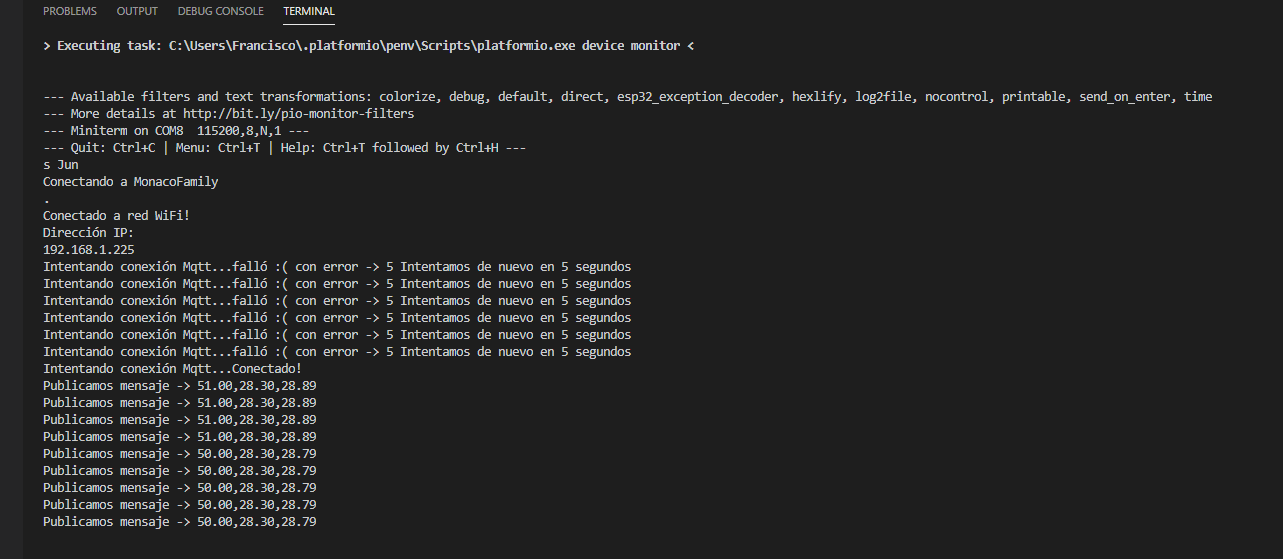 PROBLEMS OUTPUT DEBUG CONSOLE TERMINAL
> Executing task: C:\Users\Francisco\.platformio\penv\Scripts\platformio.exe device monitor <
--- Available filters and text transformations: colorize, debug, default, direct, esp32_exception_decoder, hexlify, log2file, nocontrol, printable, send_on_enter, time
--- More details at http://bit.ly/pio-monitor-filters
--- Miniterm on COM8  115200,8,N,1 ---
--- Quit: Ctrl+C | Menu: Ctrl+T | Help: Ctrl+T followed by Ctrl+H ---
s Jun
Conectando a MonacoFamily
.
Conectado a red WiFi!
Dirección IP:
192.168.1.225
Intentando conexión Mqtt...falló :( con error -> 5 Intentamos de nuevo en 5 segundos
Intentando conexión Mqtt...falló :( con error -> 5 Intentamos de nuevo en 5 segundos
Intentando conexión Mqtt...falló :( con error -> 5 Intentamos de nuevo en 5 segundos
Intentando conexión Mqtt...falló :( con error -> 5 Intentamos de nuevo en 5 segundos
Intentando conexión Mqtt...falló :( con error -> 5 Intentamos de nuevo en 5 segundos
Intentando conexión Mqtt...falló :( con error -> 5 Intentamos de nuevo en 5 segundos
Intentando conexión Mqtt...Conectado!
Publicamos mensaje -> 51.00,28.30,28.89
Publicamos mensaje -> 51.00,28.30,28.89
Publicamos mensaje -> 51.00,28.30,28.89
Publicamos mensaje -> 51.00,28.30,28.89
Publicamos mensaje -> 50.00,28.30,28.79
Publicamos mensaje -> 50.00,28.30,28.79
Publicamos mensaje -> 50.00,28.30,28.79
Publicamos mensaje -> 50.00,28.30,28.79
Publicamos mensaje -> 50.00,28.30,28.79